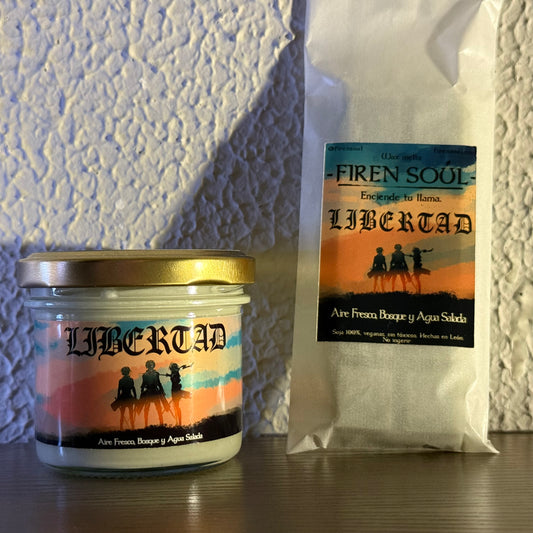 LIBERTAD
Aire Fresco, Bosque y Agua Salada
Wax melts
-FIREN SOUL-
Enciende tu llama.
LIBERTAD
Aire Fresco, Bosque y Agua Salada
Soja 100%, veganas, sin tóxicos. Hechas en León.
No ingerir